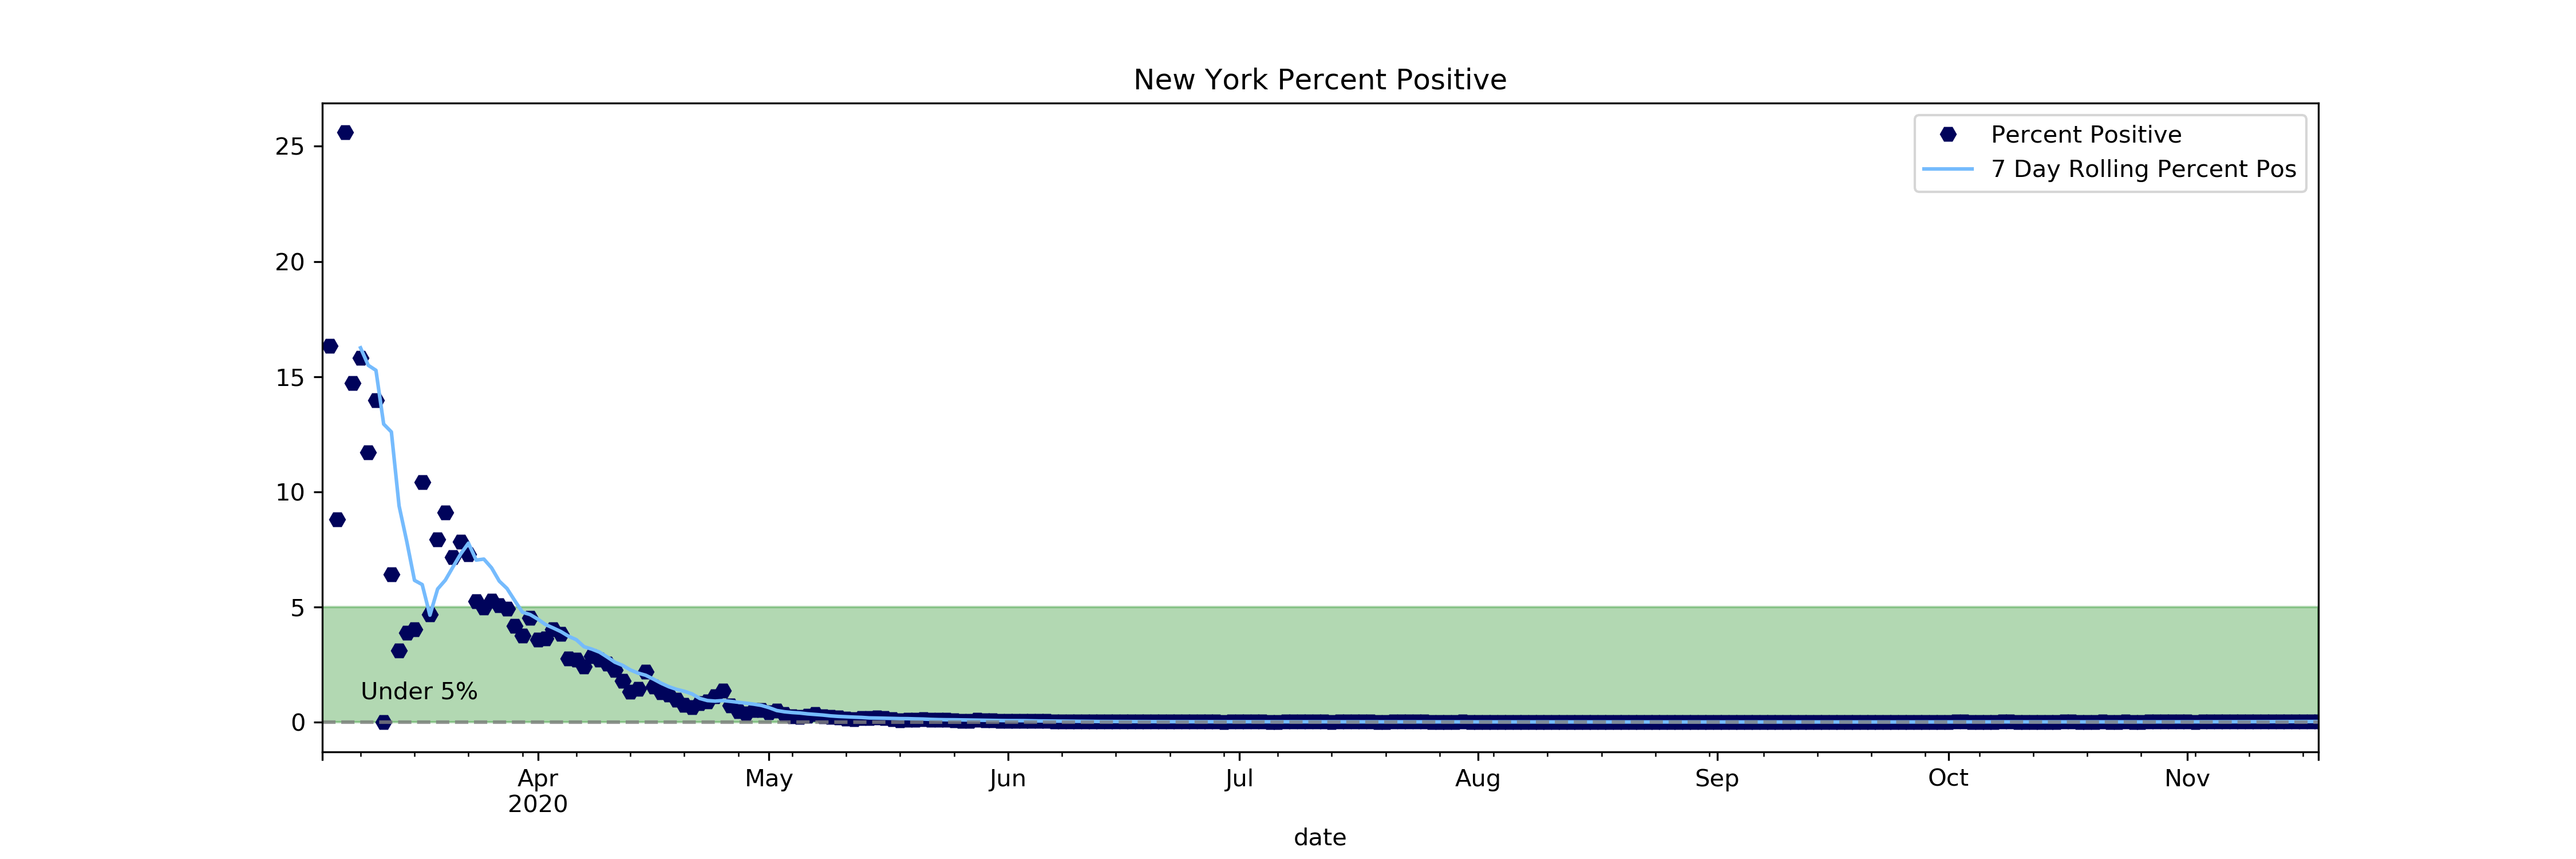 New York Percent Positive
Percent Positive
7 Day Rolling Percent Pos
25
20
15
10
5
0
Under 5%
Apr
2020
May
Jun
Jul
Aug
Sep
Oct
Nov
date